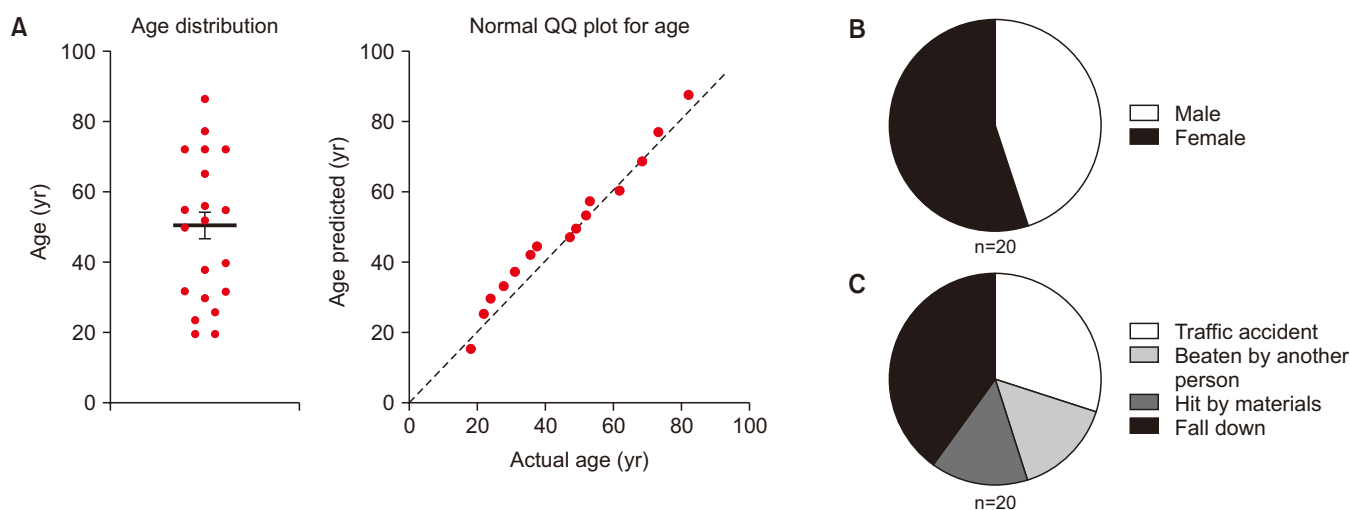 A
Age distribution
Age (yr)
100
80
60
40
20
0
Normal QQ plot for age
Age predicted (yr)
100
80
60
40
20
0
0 20 40 60 80 100
Actual age (yr)
B
Male
Female
n=20
C
Traffic accident
Beaten by another
person
Hit by materials
Fall down
n=20